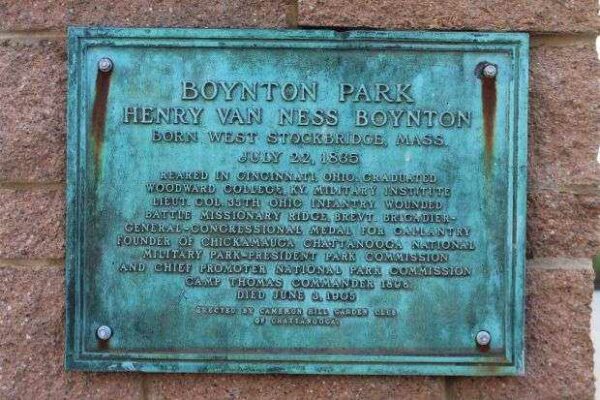 BOYNTON PARK
HENRY VAN NESS BOYNTON
BORN WEST STOCKBRIDGE, MASS.
JULY 22, 1835
REARED IN CINCINNATI OHIO, GRADUATED
WOODWARD COLLEGE, KY MILITARY INSTITUTE
LIEUT. COL. 35TH OHIO INFANTRY WOUNDED
BATTLE MISSIONARY RIDGE, BREVT. BRIGADIER-
GENERAL-CONGRESSIONAL MEDAL FOR GALLANTRY
FOUNDER OF CHICKAMAUGA CHATTANOOGA NATIONAL
MILITARY PARK-PRESIDENT PARK COMMISSION
AND CHIEF PROMOTER NATIONAL PARK COMMISSION
CAMP THOMAS COMMANDER 1898.
DIED JUNE 3, 1905
ERECTED BY CAMERON HILL GARDEN CLUB
OF CHATTANOOGA.